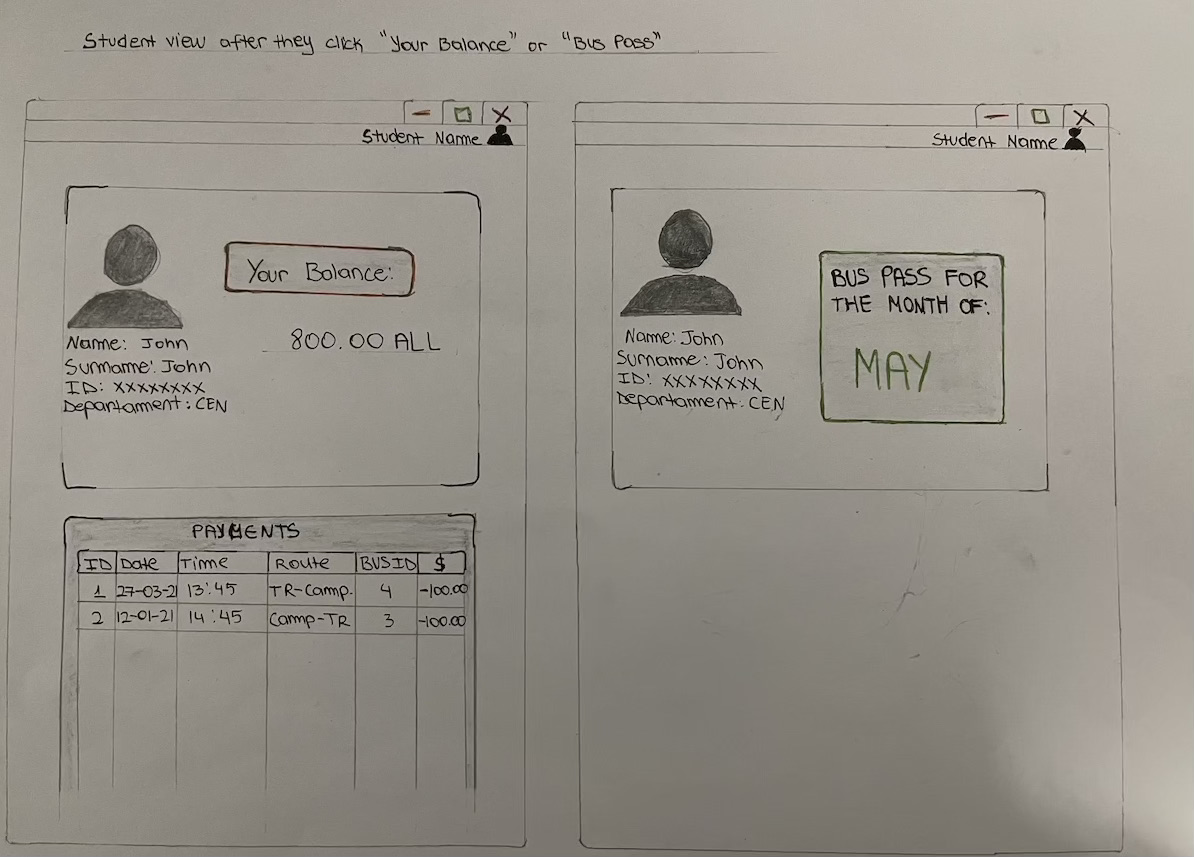 Student view after they click "Your Balance" or "Bus Pass"
Student Name
Your Balance:
800.00 ALL
Name: John
Surname: John
ID: XXXXXXXX
Departament: CEN
PAYMENTS
ID Date Time Route BUSID $
1 27-03-21 13:45 TR-Camp. 4 -100.00
2 12-01-21 14:45 Camp-TR 3 -100.00
Student Name
BUS PASS FOR
THE MONTH OF:
MAY
Name: John
Surname: John
ID: XXXXXXXX
Departament: CEN